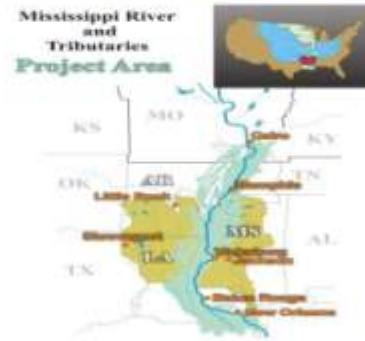 Mississippi River
and
Tributaries
Project Area
KS
MO
Cairo
KY
OK
AR
Memphis
TN
Little Rock
Shreveport
MS
AL
TX
LA
Vicksburg
Baton Rouge
New Orleans